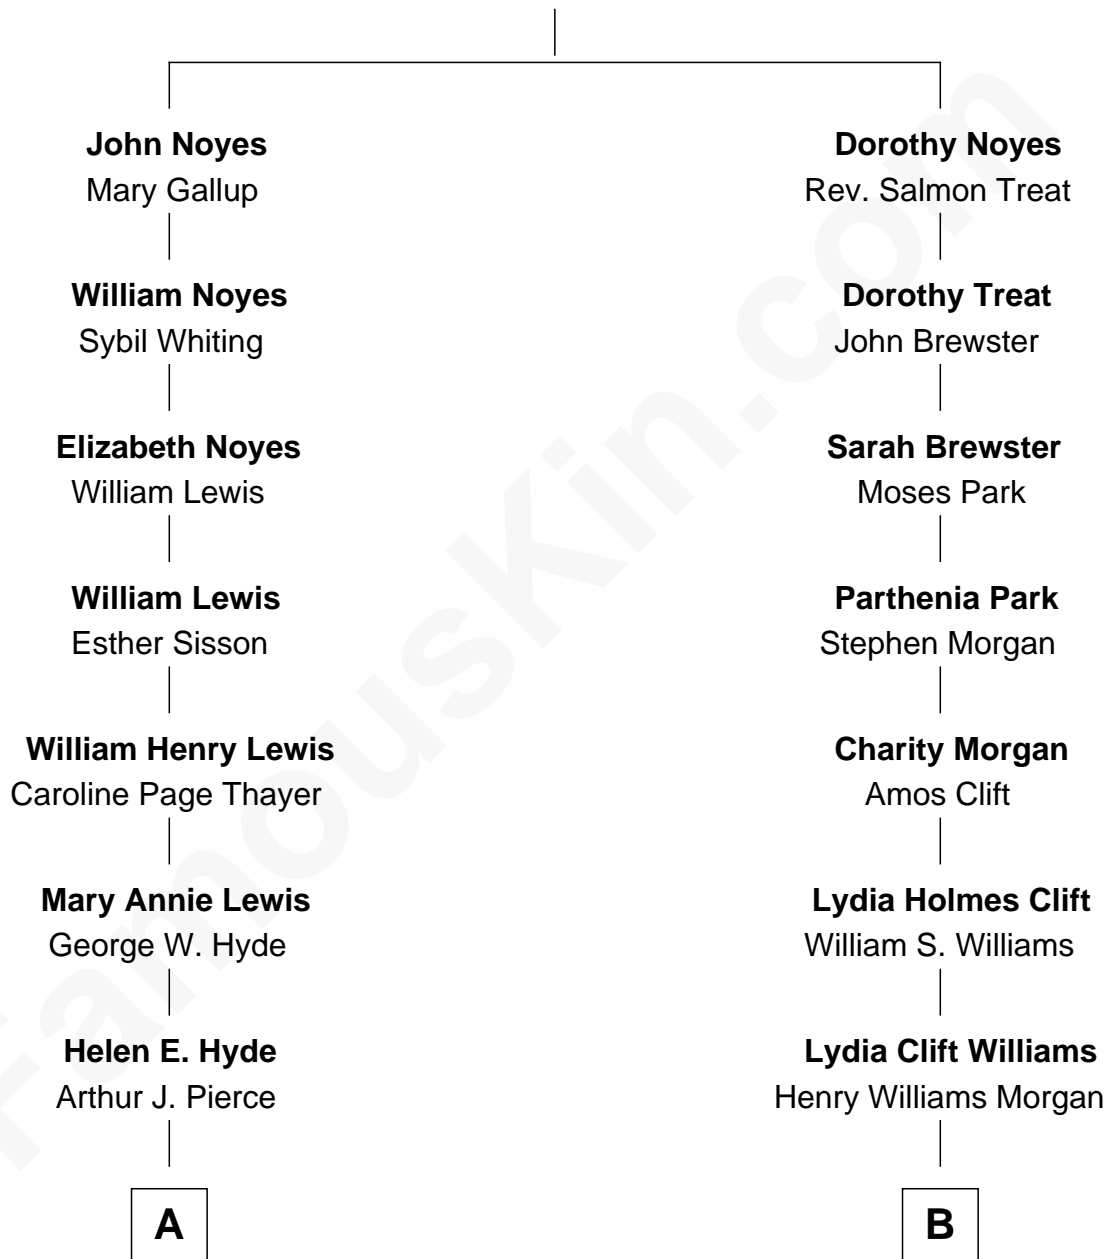 John Noyes
Mary Gallup
Dorothy Noyes
Rev. Salmon Treat
William Noyes
Sybil Whiting
Dorothy Treat
John Brewster
Elizabeth Noyes
William Lewis
Sarah Brewster
Moses Park
William Lewis
Esther Sisson
Parthenia Park
Stephen Morgan
William Henry Lewis
Caroline Page Thayer
Charity Morgan
Amos Clift
Mary Annie Lewis
George W. Hyde
Lydia Holmes Clift
William S. Williams
Helen E. Hyde
Arthur J. Pierce
Lydia Clift Williams
Henry Williams Morgan
A
B
FamousKin.com